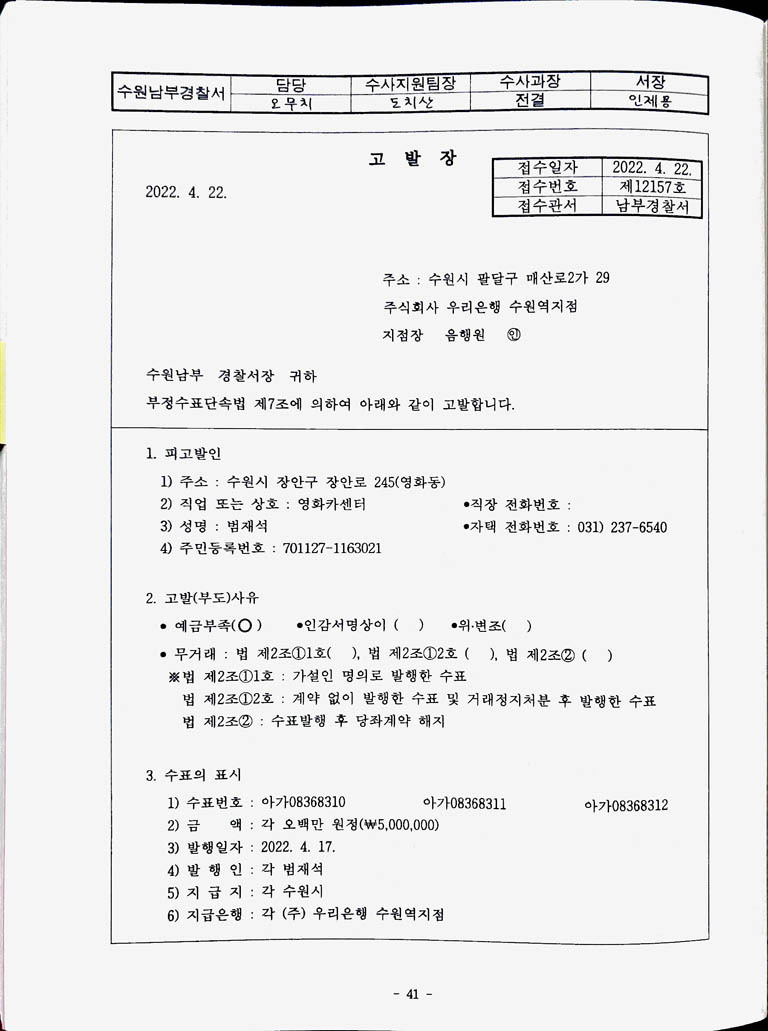 수원남부경찰서 담당 수사지원팀장 수사과장 서장
오무치 도치산 전결 인제용
고 발 장
접수일자 2022. 4. 22.
2022. 4. 22.
접수번호 제12157호
접수관서 남부경찰서
주소 : 수원시 팔달구 매산로2가 29
주식회사 우리은행 수원역지점
지점장 음행원 ㊞
수원남부 경찰서장 귀하
부정수표단속법 제7조에 의하여 아래와 같이 고발합니다.
1. 피고발인
1) 주소 : 수원시 장안구 장안로 245(영화동)
2) 직업 또는 상호 : 영화카센터 •직장 전화번호 :
3) 성명 : 범재석 •자택 전화번호 : 031) 237-6540
4) 주민등록번호 : 701127-1163021
2. 고발(부도)사유
• 예금부족(○) •인감서명상이 ( ) •위·변조( )
• 무거래 : 법 제2조①1호( ), 법 제2조①2호 ( ), 법 제2조② ( )
※법 제2조①1호 : 가설인 명의로 발행한 수표
법 제2조①2호 : 계약 없이 발행한 수표 및 거래정지처분 후 발행한 수표
법 제2조② : 수표발행 후 당좌계약 해지
3. 수표의 표시
1) 수표번호 : 아가08368310 아가08368311 아가08368312
2) 금 액 : 각 오백만 원정(₩5,000,000)
3) 발행일자 : 2022. 4. 17.
4) 발 행 인 : 각 범재석
5) 지 급 지 : 각 수원시
6) 지급은행 : 각 (주) 우리은행 수원역지점
- 41 -